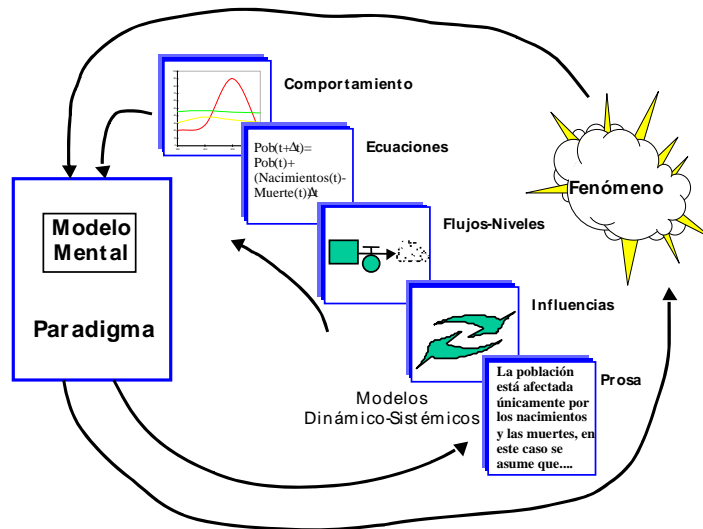 Comportamiento
Pob(t+Δt)=
Pob(t)+
(Nacimientos(t)-
Muerte(t))Δt
Ecuaciones
Fenómeno
Flujos-Niveles
Modelo
Mental
Paradigma
Influencias
Prosa
La población
está afectada
únicamente por
los nacimientos
y las muertes, en
este caso se
asume que....
Modelos
Dinámico-Sistémicos